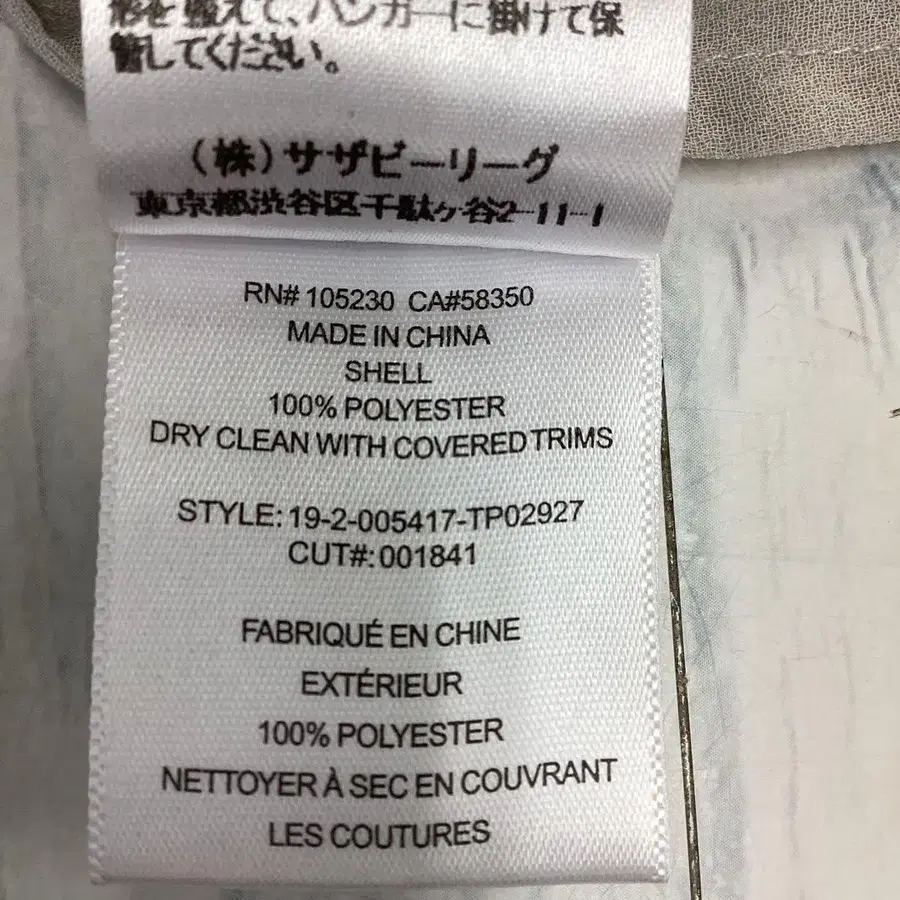 形を整えて、ハンガーに掛けて保
管してください。
(株)サザビーリーグ
東京都渋谷区千駄ヶ谷2-11-1
RN# 105230 CA#58350
MADE IN CHINA
SHELL
100% POLYESTER
DRY CLEAN WITH COVERED TRIMS
STYLE: 19-2-005417-TP02927
CUT#: 001841
FABRIQUÉ EN CHINE
EXTÉRIEUR
100% POLYESTER
NETTOYER À SEC EN COUVRANT
LES COUTURES